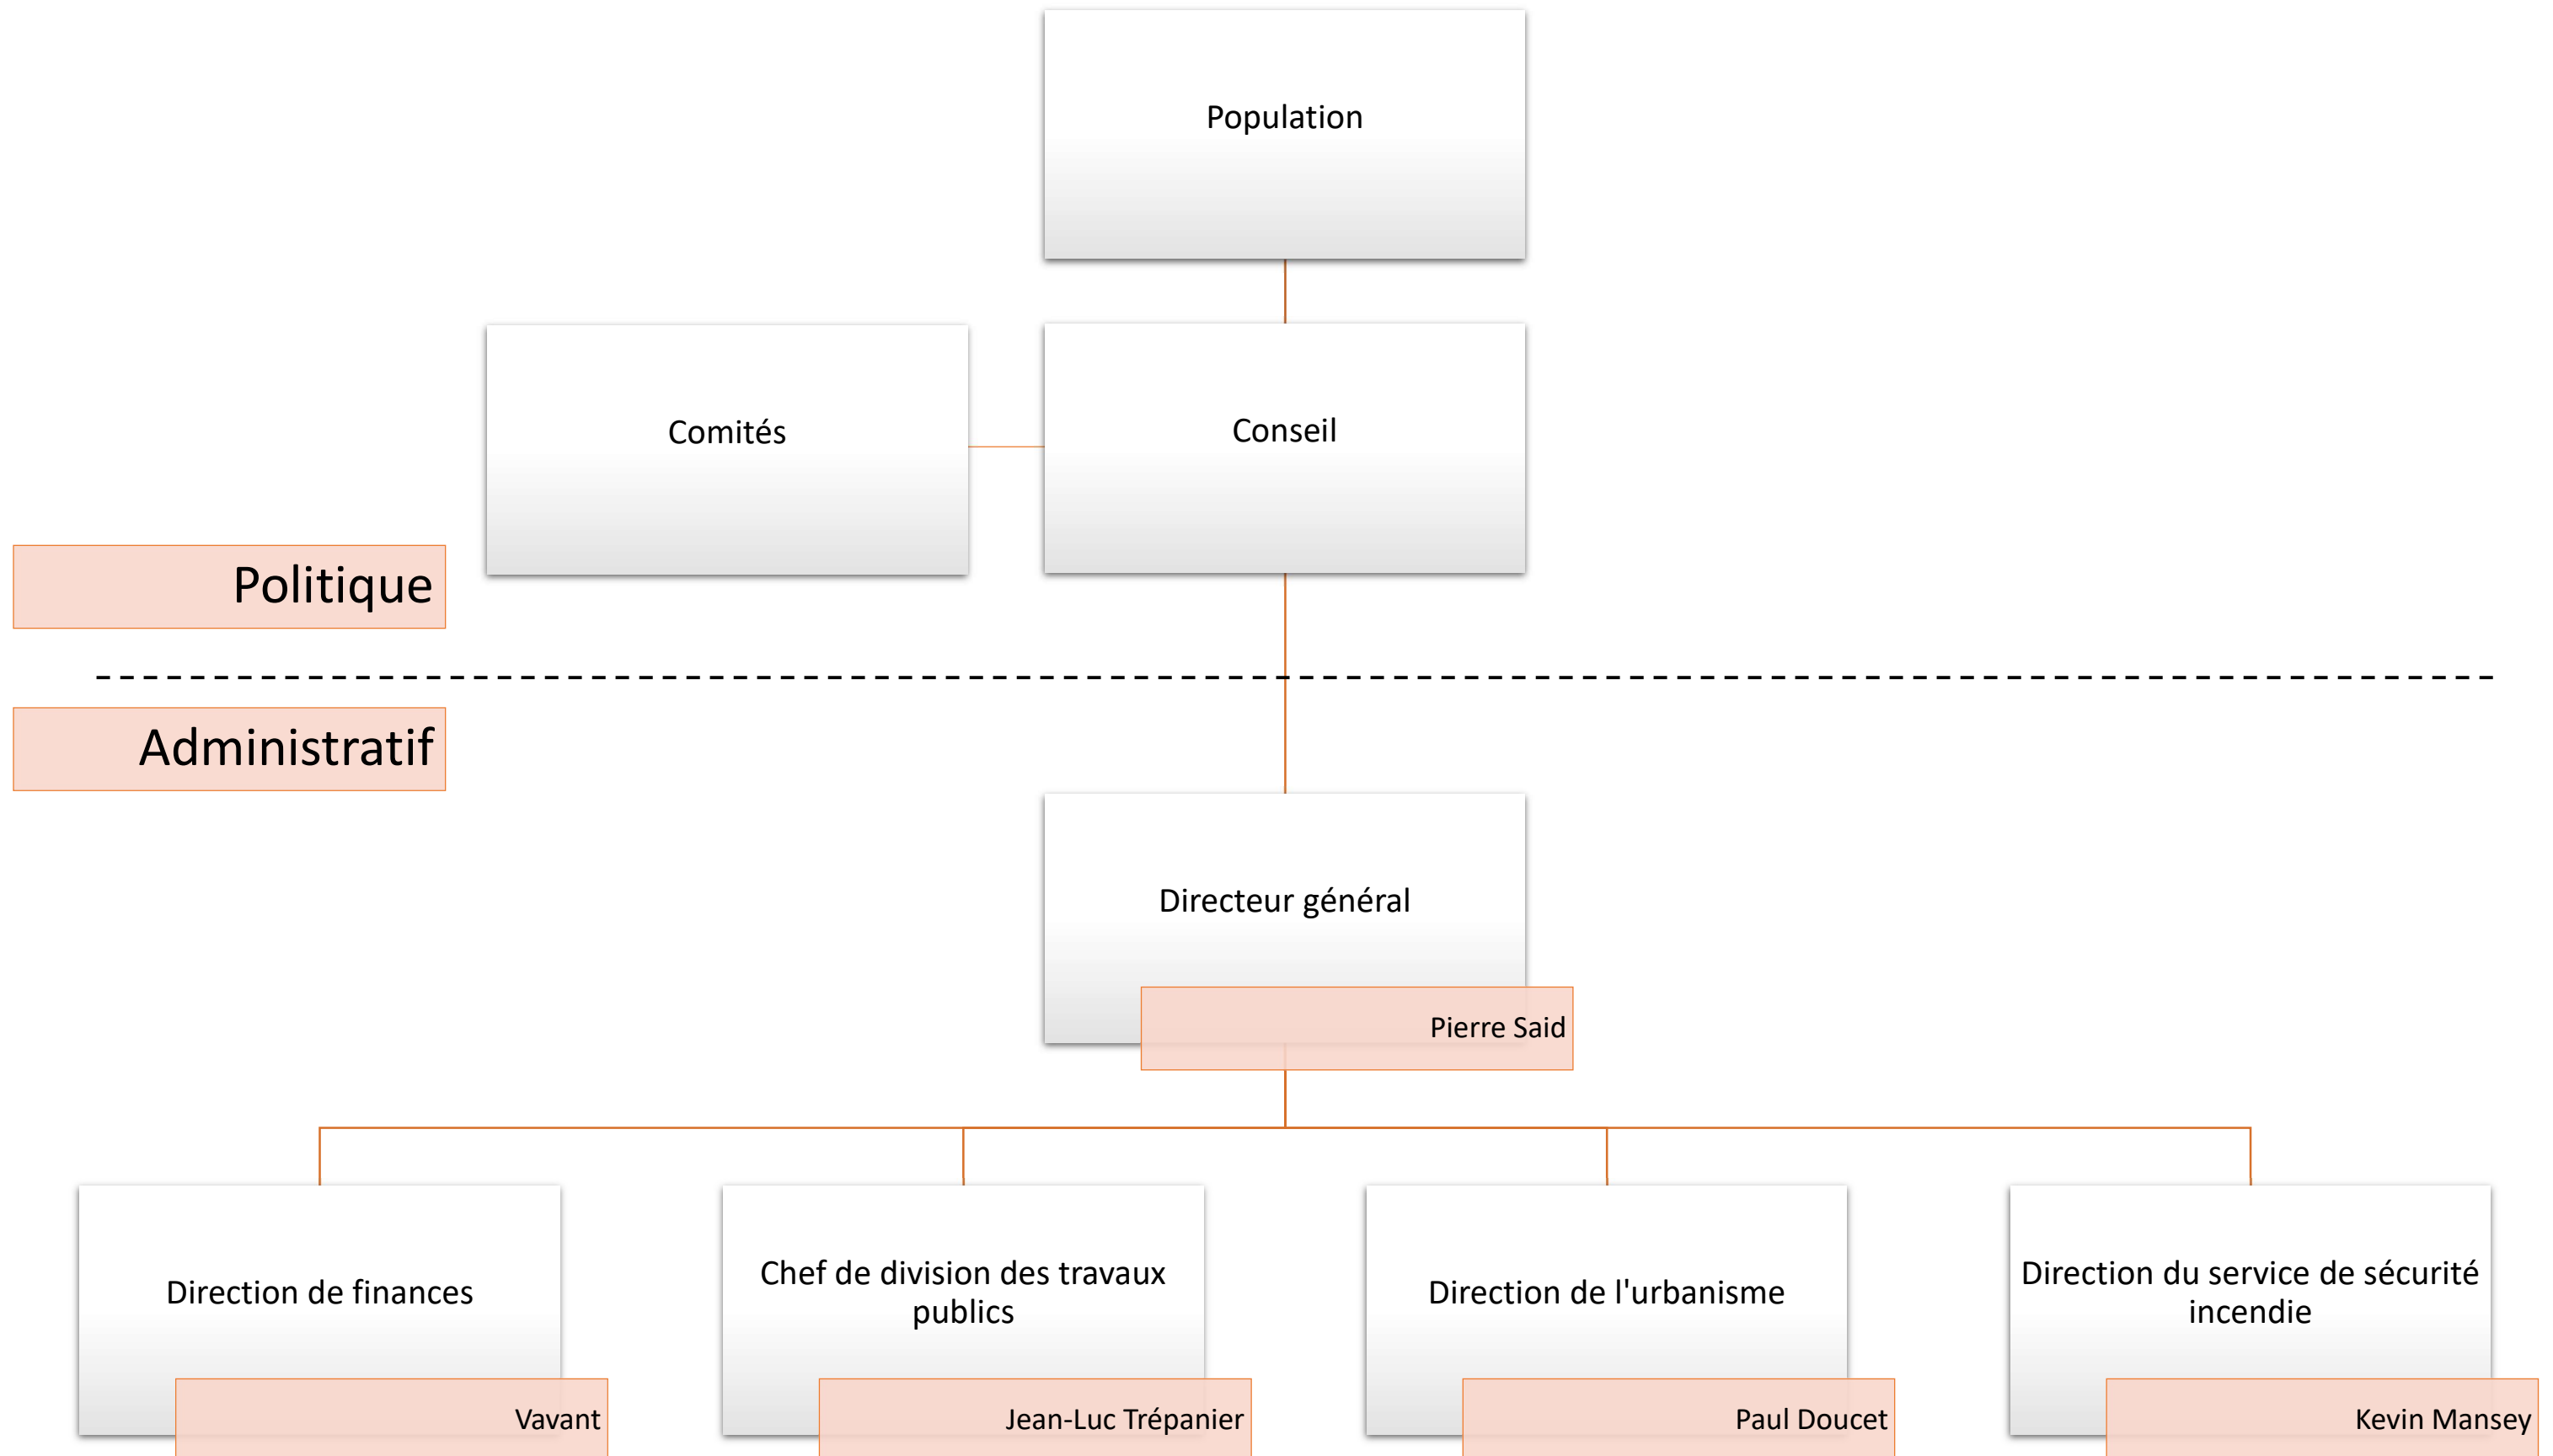 Population
Comités
Conseil
Politique
Administratif
Directeur général
Pierre Said
Direction de finances
Vavant
Chef de division des travaux
publics
Jean-Luc Trépanier
Direction de l'urbanisme
Paul Doucet
Direction du service de sécurité
incendie
Kevin Mansey